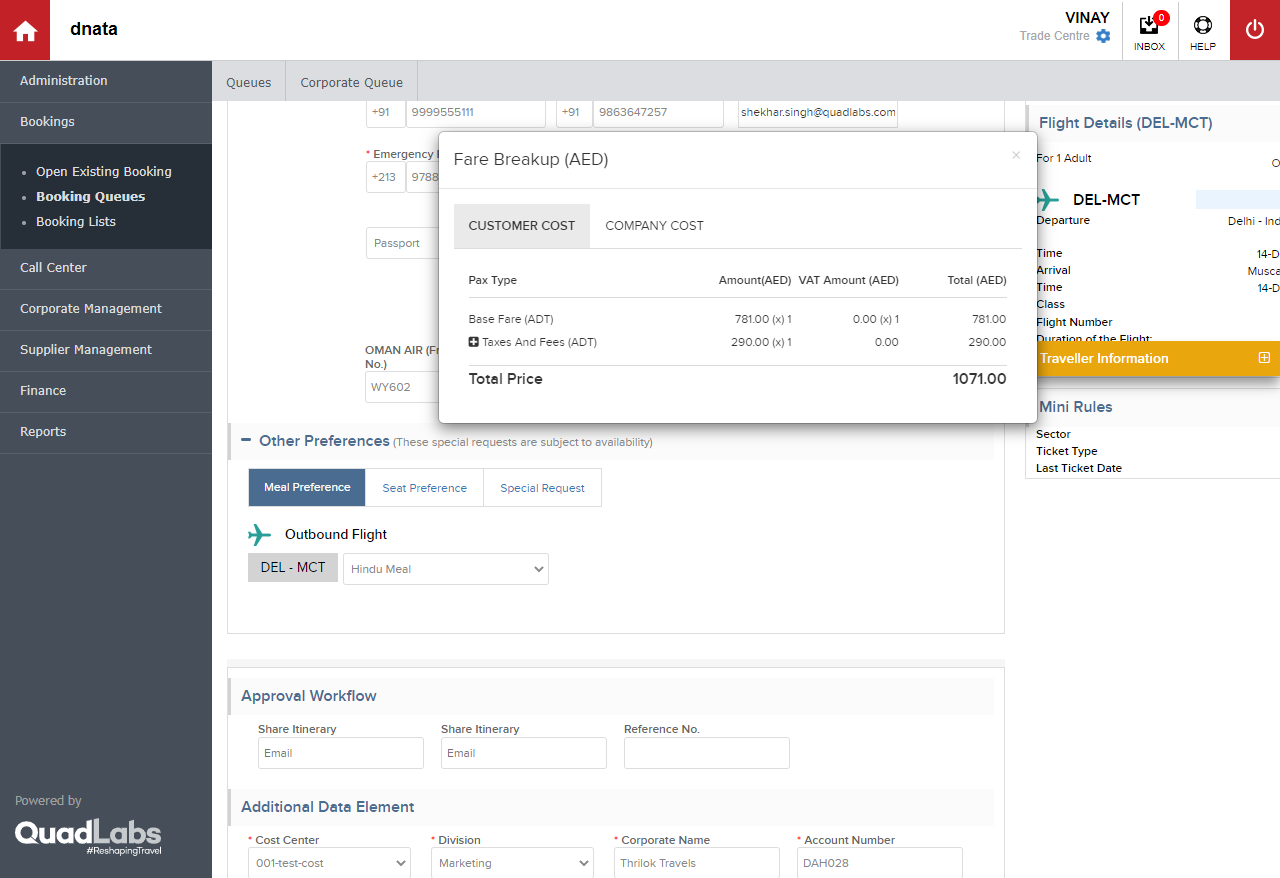 dnata
VINAY
Trade Centre
0
INBOX
HELP
Administration
Bookings
Open Existing Booking
Booking Queues
Booking Lists
Call Center
Corporate Management
Supplier Management
Finance
Reports
Powered by
QuadLabs
#ReshapingTravel
Queues
Corporate Queue
+91 9999555111 +91 9863647257 shekhar.singh@quadlabs.com
* Emergency
+213 9788
Passport
OMAN AIR
No.)
WY602
Fare Breakup (AED)
×
CUSTOMER COST COMPANY COST
Pax Type Amount(AED) VAT Amount (AED) Total (AED)
Base Fare (ADT) 781.00 (x) 1 0.00 (x) 1 781.00
Taxes And Fees (ADT) 290.00 (x) 1 0.00 290.00
Total Price 1071.00
Other Preferences (These special requests are subject to availability)
Meal Preference Seat Preference Special Request
Outbound Flight
DEL - MCT Hindu Meal
Approval Workflow
Share Itinerary Share Itinerary Reference No.
Email Email
Additional Data Element
* Cost Center * Division * Corporate Name * Account Number
001-test-cost Marketing Thrilok Travels DAH028
Flight Details (DEL-MCT)
For 1 Adult
DEL-MCT
Departure Delhi - Ind
Time 14-D
Arrival Musca
Time 14-D
Class
Flight Number
Duration of the Flight:
Traveller Information
Mini Rules
Sector
Ticket Type
Last Ticket Date